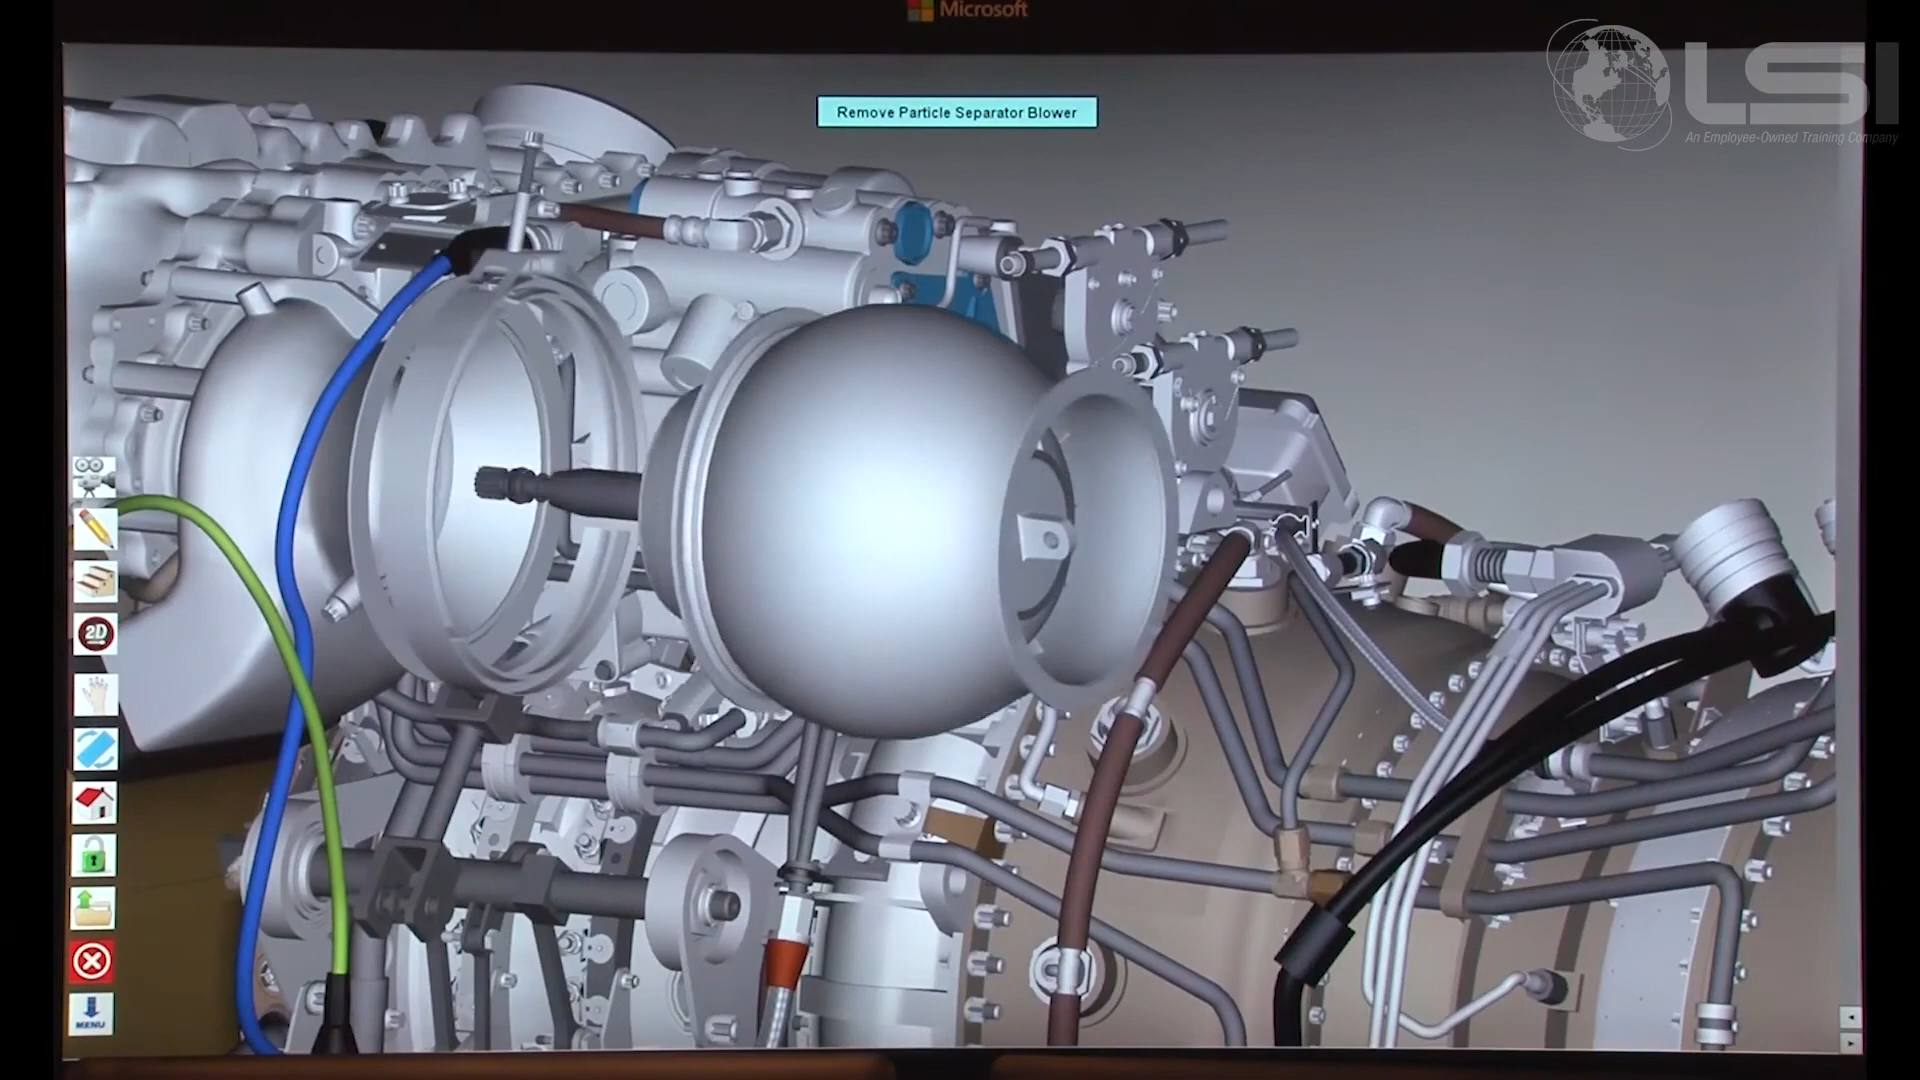 Microsoft
LSI
An Employee-Owned Training Company
Remove Particle Separator Blower
2D
MENU